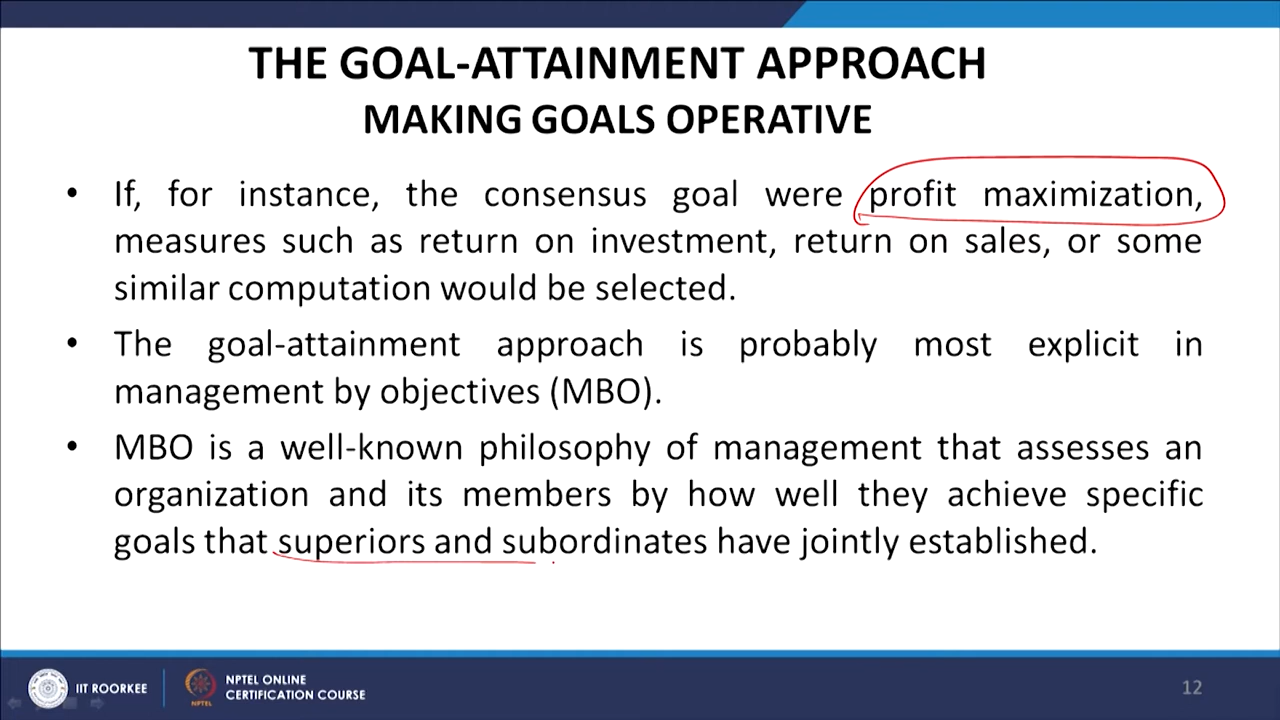 THE GOAL-ATTAINMENT APPROACH
MAKING GOALS OPERATIVE
• If, for instance, the consensus goal were profit maximization,
measures such as return on investment, return on sales, or some
similar computation would be selected.
• The goal-attainment approach is probably most explicit in
management by objectives (MBO).
• MBO is a well-known philosophy of management that assesses an
organization and its members by how well they achieve specific
goals that superiors and subordinates have jointly established.
IIT ROORKEE
NPTEL
NPTEL ONLINE
CERTIFICATION COURSE
12